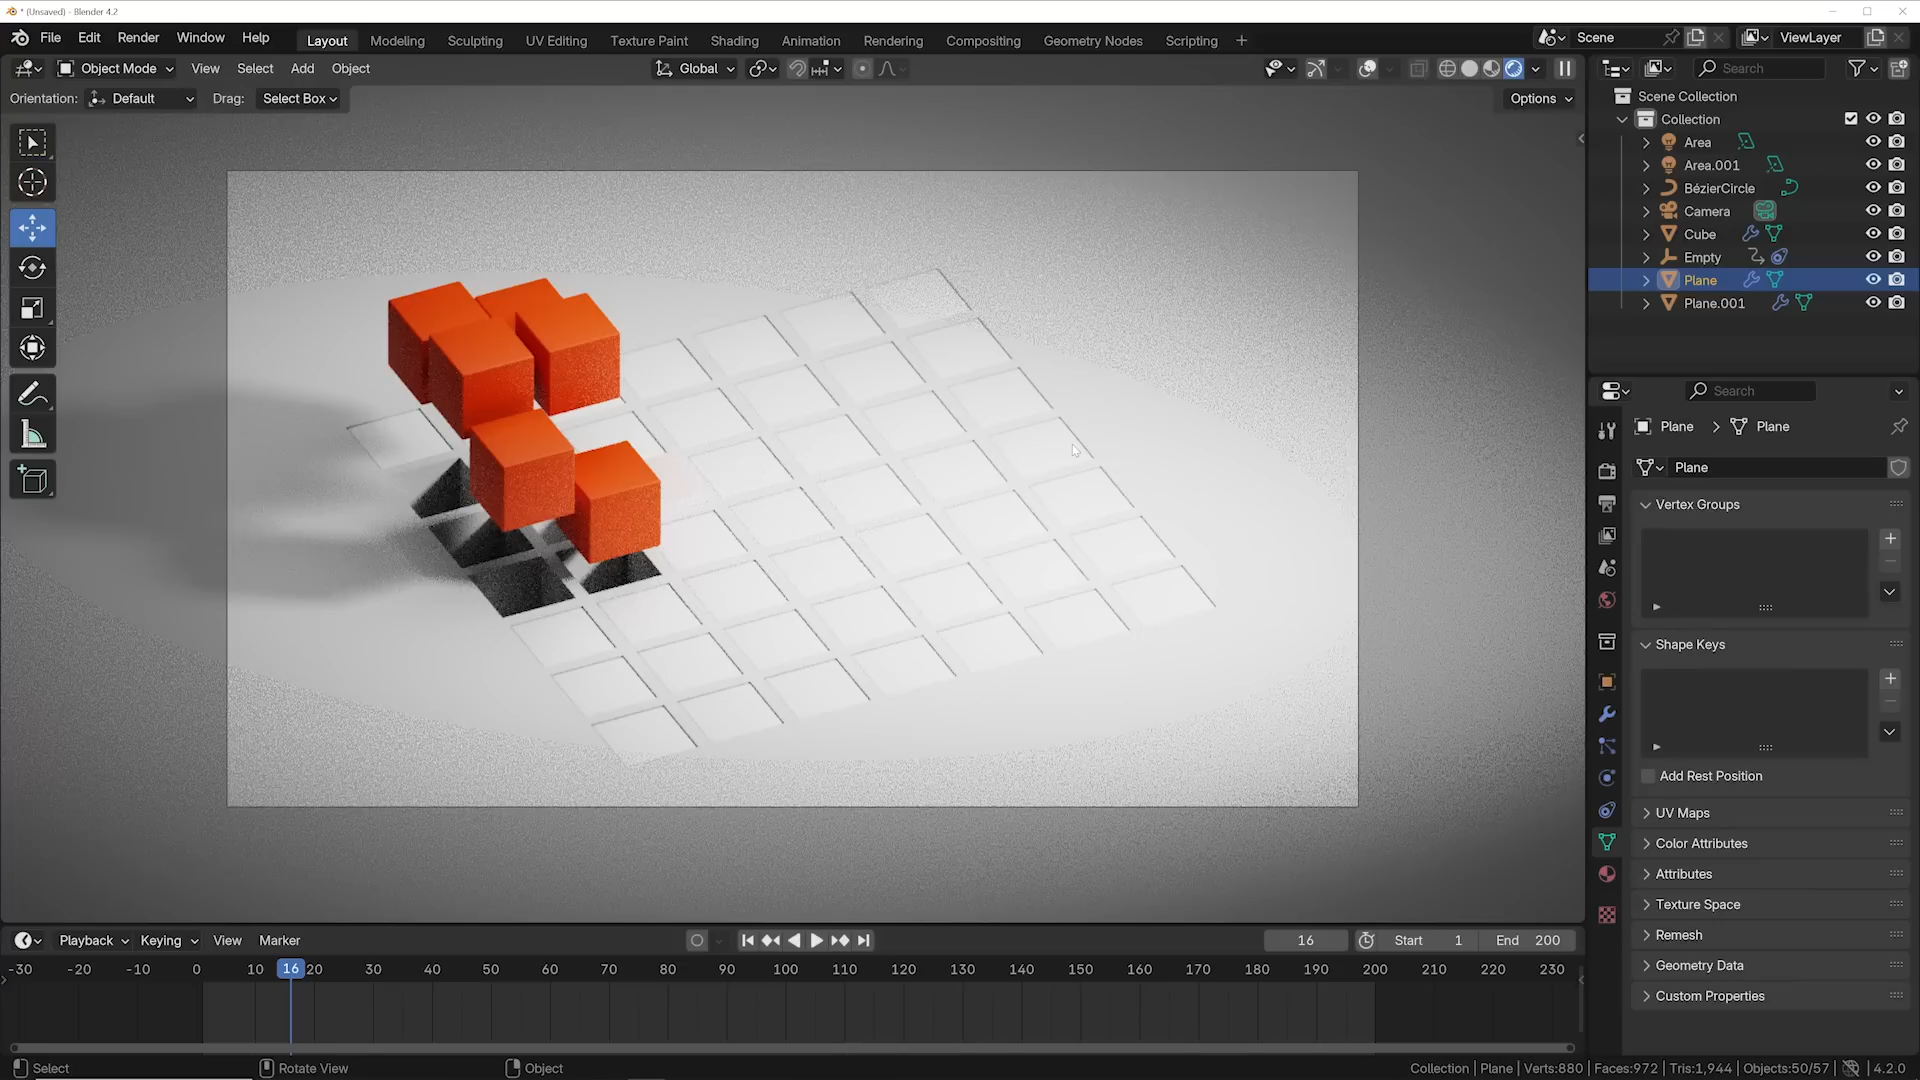 * (Unsaved) - Blender 4.2
File Edit Render Window Help
Layout Modeling Sculpting UV Editing Texture Paint Shading Animation Rendering Compositing Geometry Nodes Scripting +
Scene
ViewLayer
Object Mode View Select Add Object
Global
Search
Orientation: Default Drag: Select Box
Options
Scene Collection
Collection
Area
Area.001
BézierCircle
Camera
Cube
Empty
Plane
Plane.001
Search
Plane > Plane
Plane
Vertex Groups
Shape Keys
Add Rest Position
UV Maps
Color Attributes
Attributes
Texture Space
Remesh
Geometry Data
Custom Properties
Playback Keying View Marker
16 Start 1 End 200
-30 -20 -10 0 10 16 20 30 40 50 60 70 80 90 100 110 120 130 140 150 160 170 180 190 200 210 220 230
Select Rotate View Object
Collection | Plane | Verts:880 | Faces:972 | Tris:1,944 | Objects:50/57 | 4.2.0